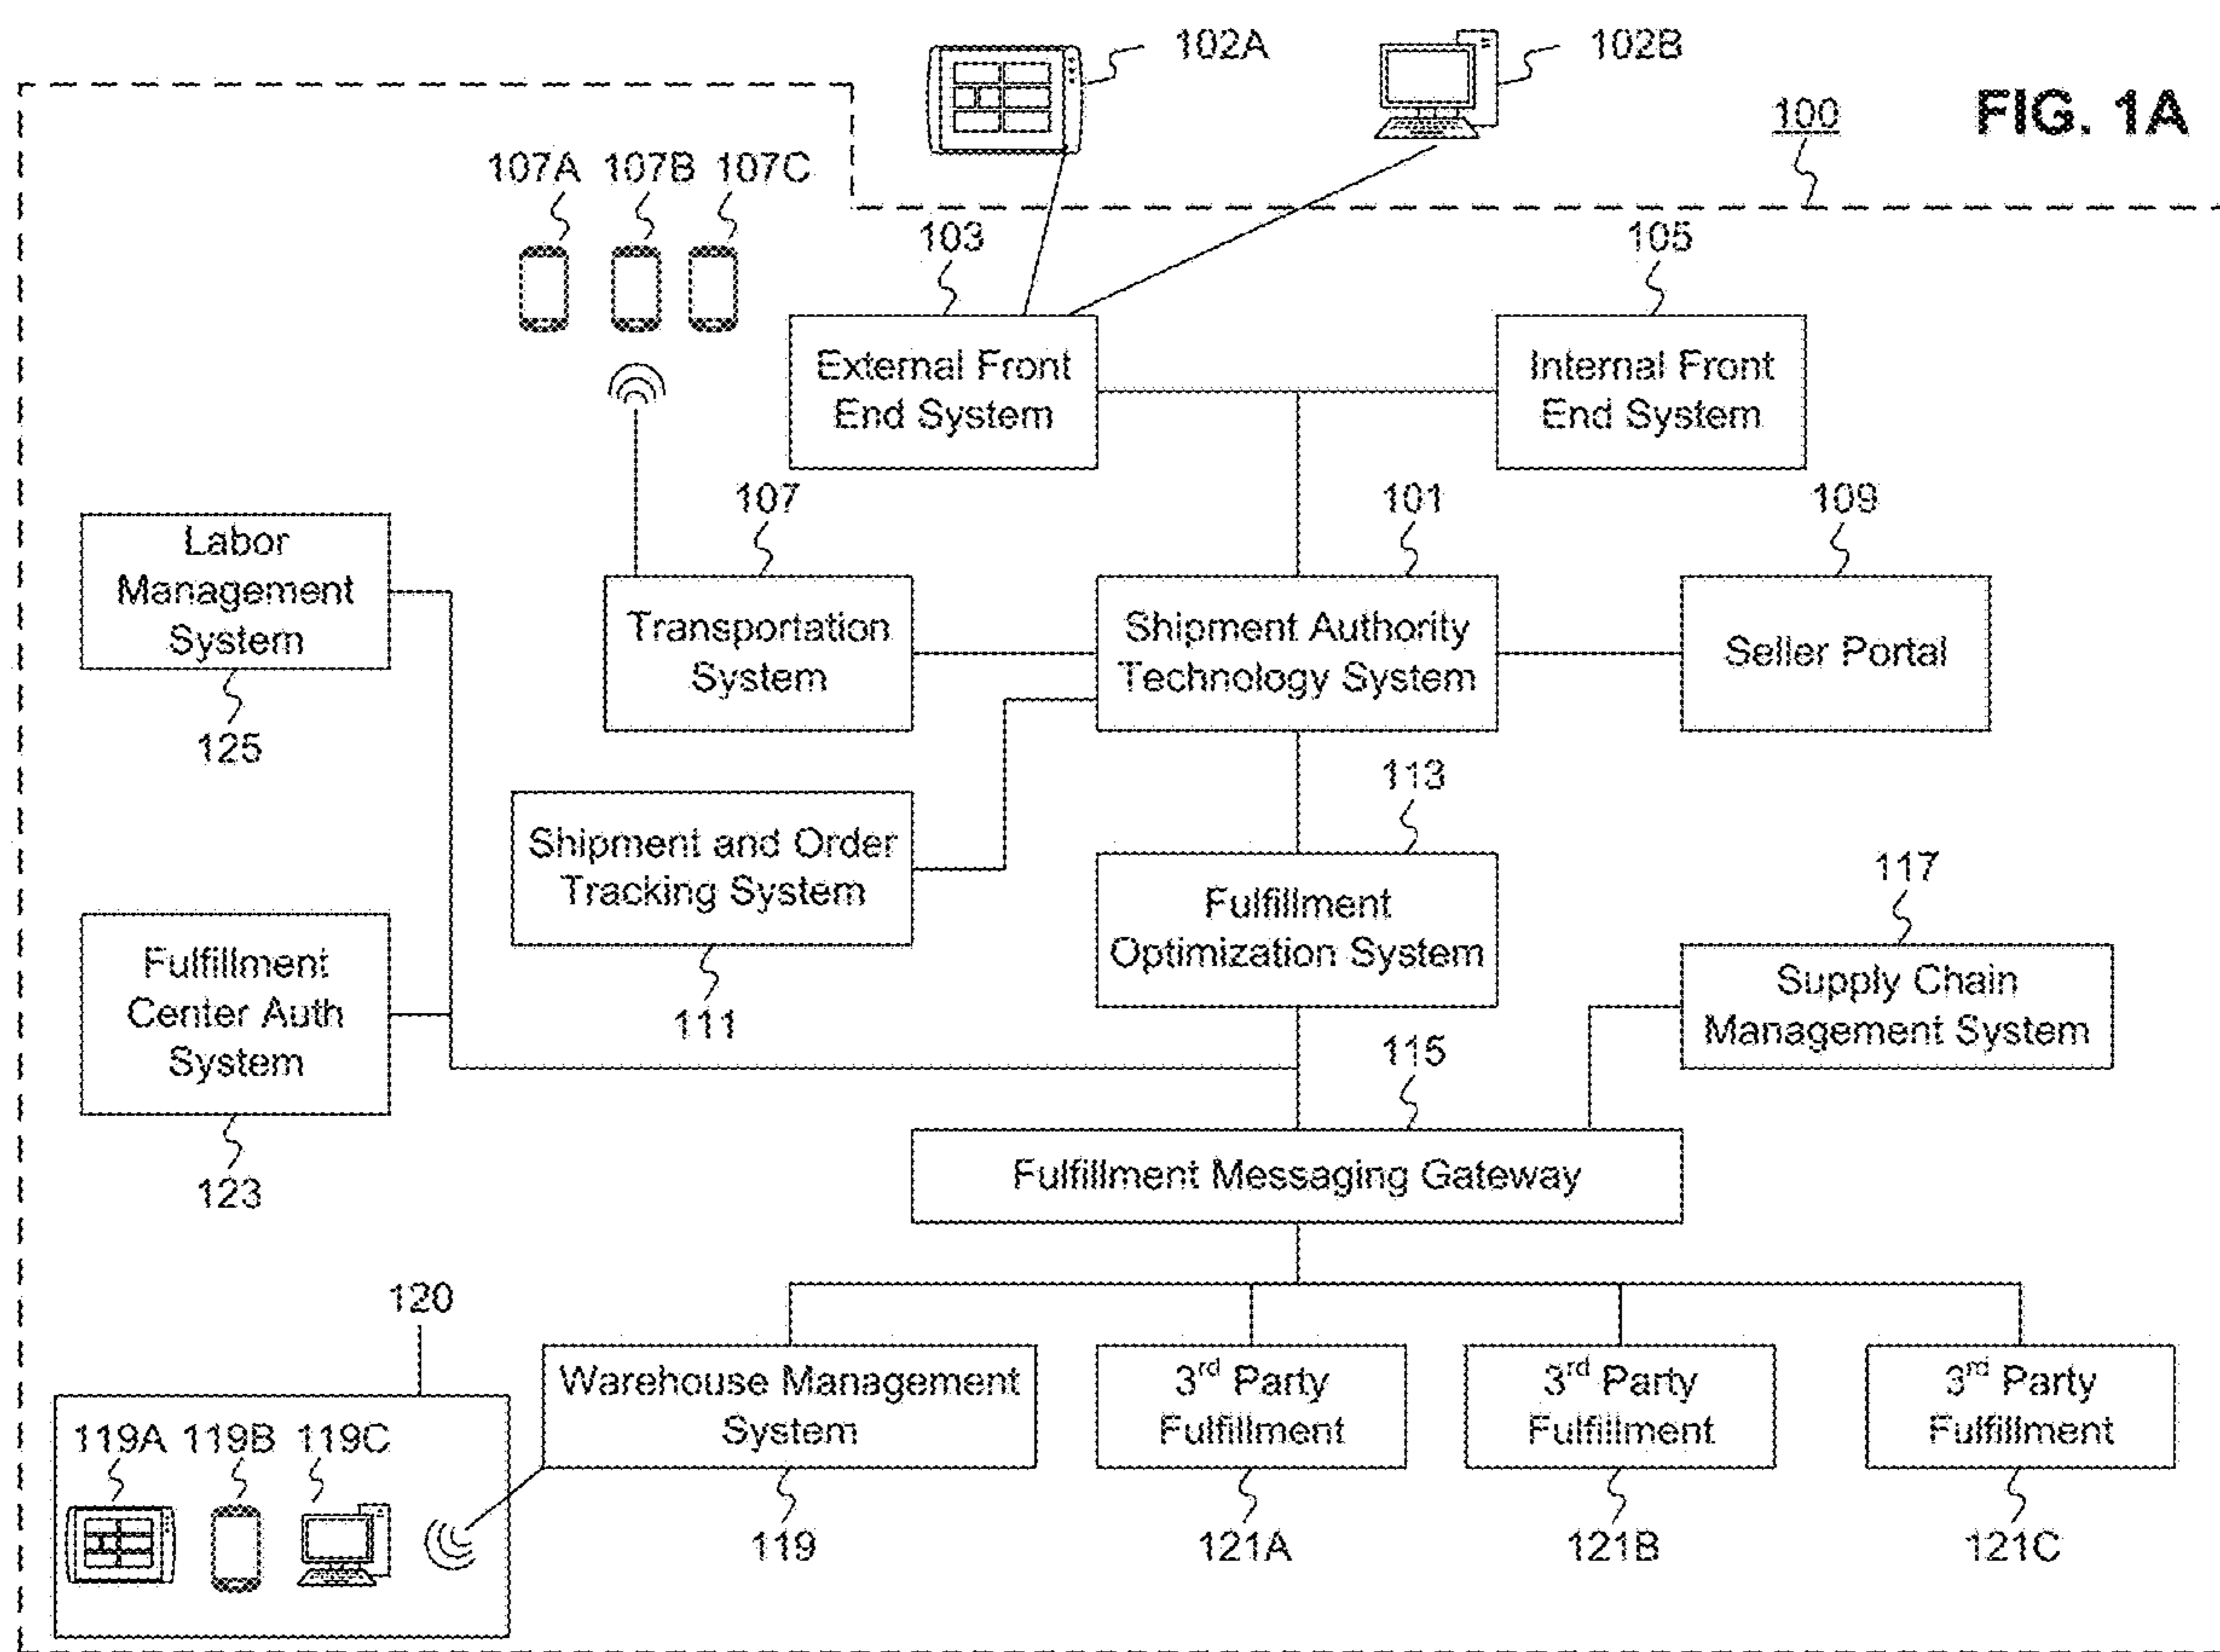 102A
102B
100
FIG. 1A
107A 107B 107C
103
105
External Front
End System
Internal Front
End System
107
101
109
Labor
Management
System
Transportation
System
Shipment Authority
Technology System
Seller Portal
125
113
Shipment and Order
Tracking System
117
Fulfillment
Optimization System
Fulfillment
Center Auth
System
Supply Chain
Management System
111
115
Fulfillment Messaging Gateway
123
120
Warehouse Management
System
3rd Party
Fulfillment
3rd Party
Fulfillment
3rd Party
Fulfillment
119A 119B 119C
119
121A
121B
121C